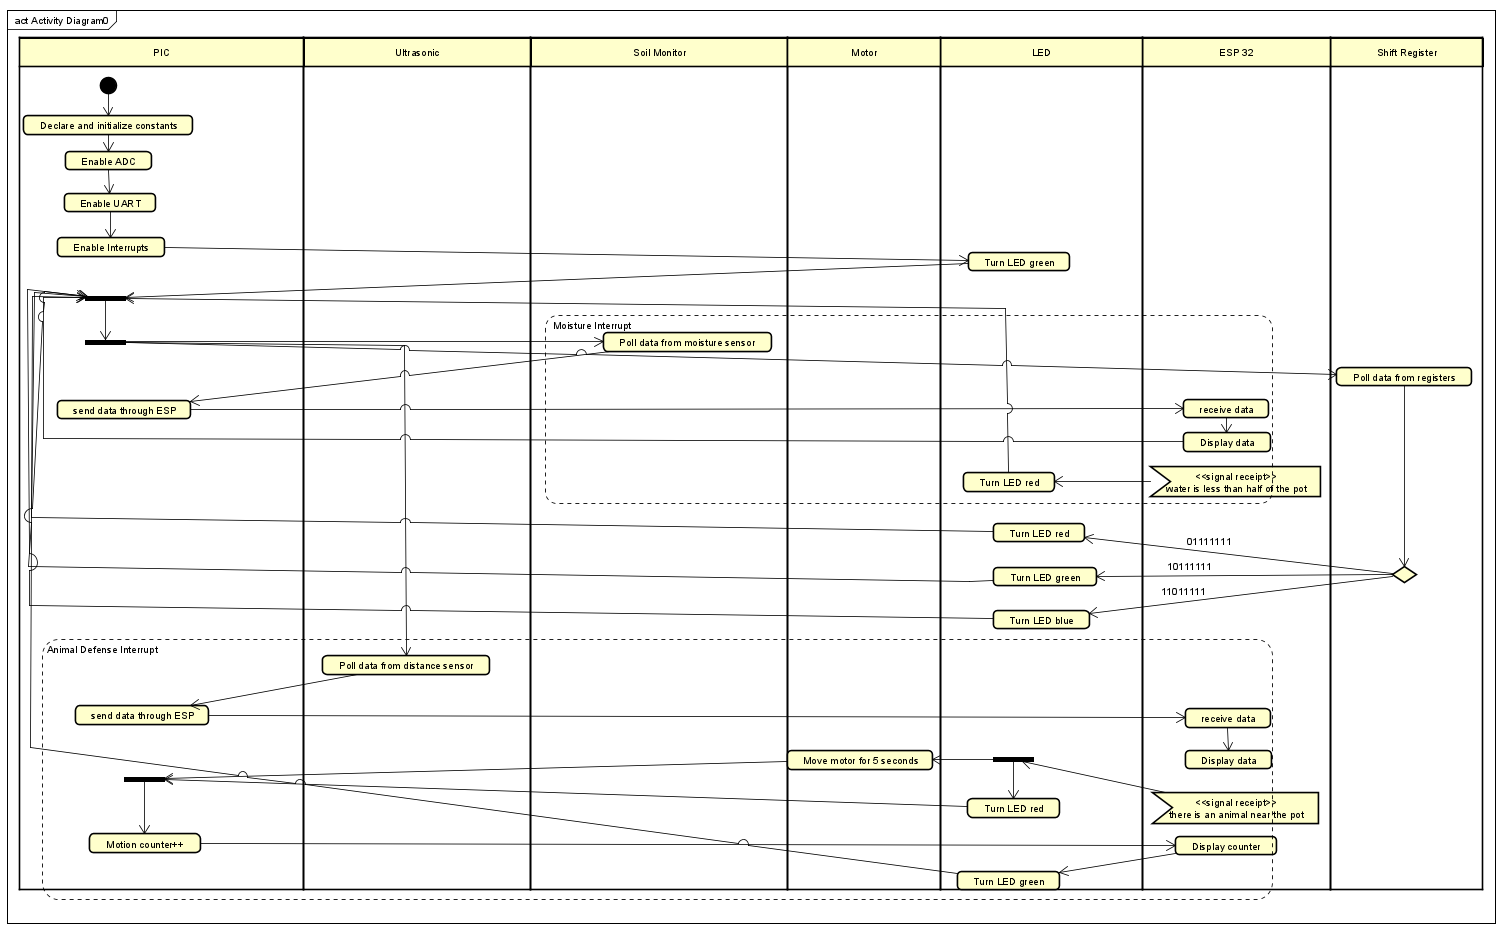 act Activity Diagram0
PIC
Ultrasonic
Soil Monitor
Motor
LED
ESP 32
Shift Register
Declare and initialize constants
Enable ADC
Enable UART
Enable Interrupts
Turn LED green
Moisture Interrupt
Poll data from moisture sensor
Poll data from registers
send data through ESP
receive data
Display data
<<signal receipt>>
water is less than half of the pot
Turn LED red
Turn LED red
01111111
10111111
Turn LED green
11011111
Turn LED blue
Animal Defense Interrupt
Poll data from distance sensor
send data through ESP
receive data
Move motor for 5 seconds
Display data
Turn LED red
<<signal receipt>>
there is an animal near the pot
Motion counter++
Display counter
Turn LED green